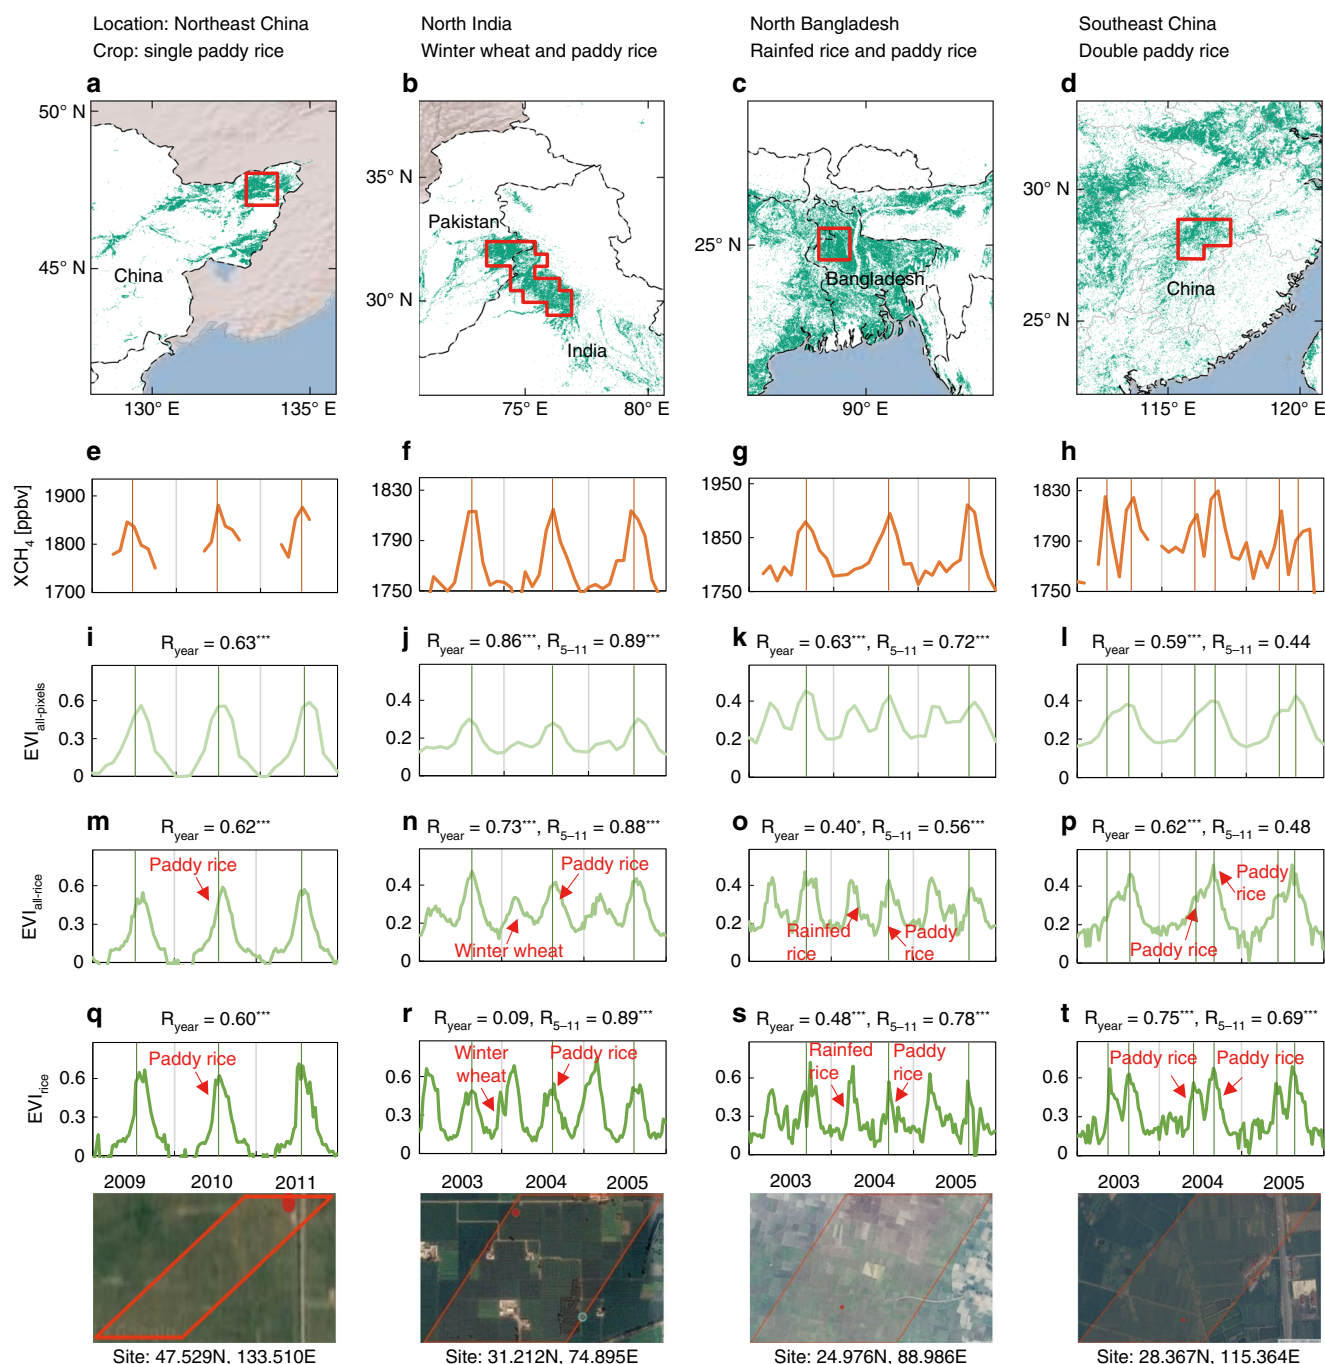 Location: Northeast China
North India
North Bangladesh
Southeast China
Crop: single paddy rice
Winter wheat and paddy rice
Rainfed rice and paddy rice
Double paddy rice
a
b
c
d
50° N
45° N
China
130° E
135° E
35° N
30° N
Pakistan
India
75° E
80° E
25° N
Bangladesh
90° E
30° N
25° N
China
115° E
120° E
e
f
g
h
XCH4 [ppbv]
1900
1800
1700
1830
1790
1750
1950
1850
1750
1830
1790
1750
i
j
k
l
Ryear = 0.63***
Ryear = 0.86***, R5–11 = 0.89***
Ryear = 0.63***, R5–11 = 0.72***
Ryear = 0.59***, R5–11 = 0.44
EVIall-pixels
0.6
0.3
0
0.4
0.2
0
0.4
0.2
0
0.4
0.2
0
m
n
o
p
Ryear = 0.62***
Ryear = 0.73***, R5–11 = 0.88***
Ryear = 0.40*, R5–11 = 0.56***
Ryear = 0.62***, R5–11 = 0.48
EVIall-rice
0.6
0.3
0
Paddy rice
0.4
0.2
0
Paddy rice
Winter wheat
0.4
0.2
0
Rainfed
rice
Paddy
rice
0.4
0.2
0
Paddy
rice
Paddy rice
q
r
s
t
Ryear = 0.60***
Ryear = 0.09, R5–11 = 0.89***
Ryear = 0.48***, R5–11 = 0.78***
Ryear = 0.75***, R5–11 = 0.69***
EVIrice
0.6
0.3
0
Paddy rice
0.6
0.3
0
Winter
wheat
Paddy rice
0.6
0.3
0
Rainfed
rice
Paddy
rice
0.6
0.3
0
Paddy rice
Paddy rice
2009 2010 2011
2003 2004 2005
2003 2004 2005
2003 2004 2005
Site: 47.529N, 133.510E
Site: 31.212N, 74.895E
Site: 24.976N, 88.986E
Site: 28.367N, 115.364E